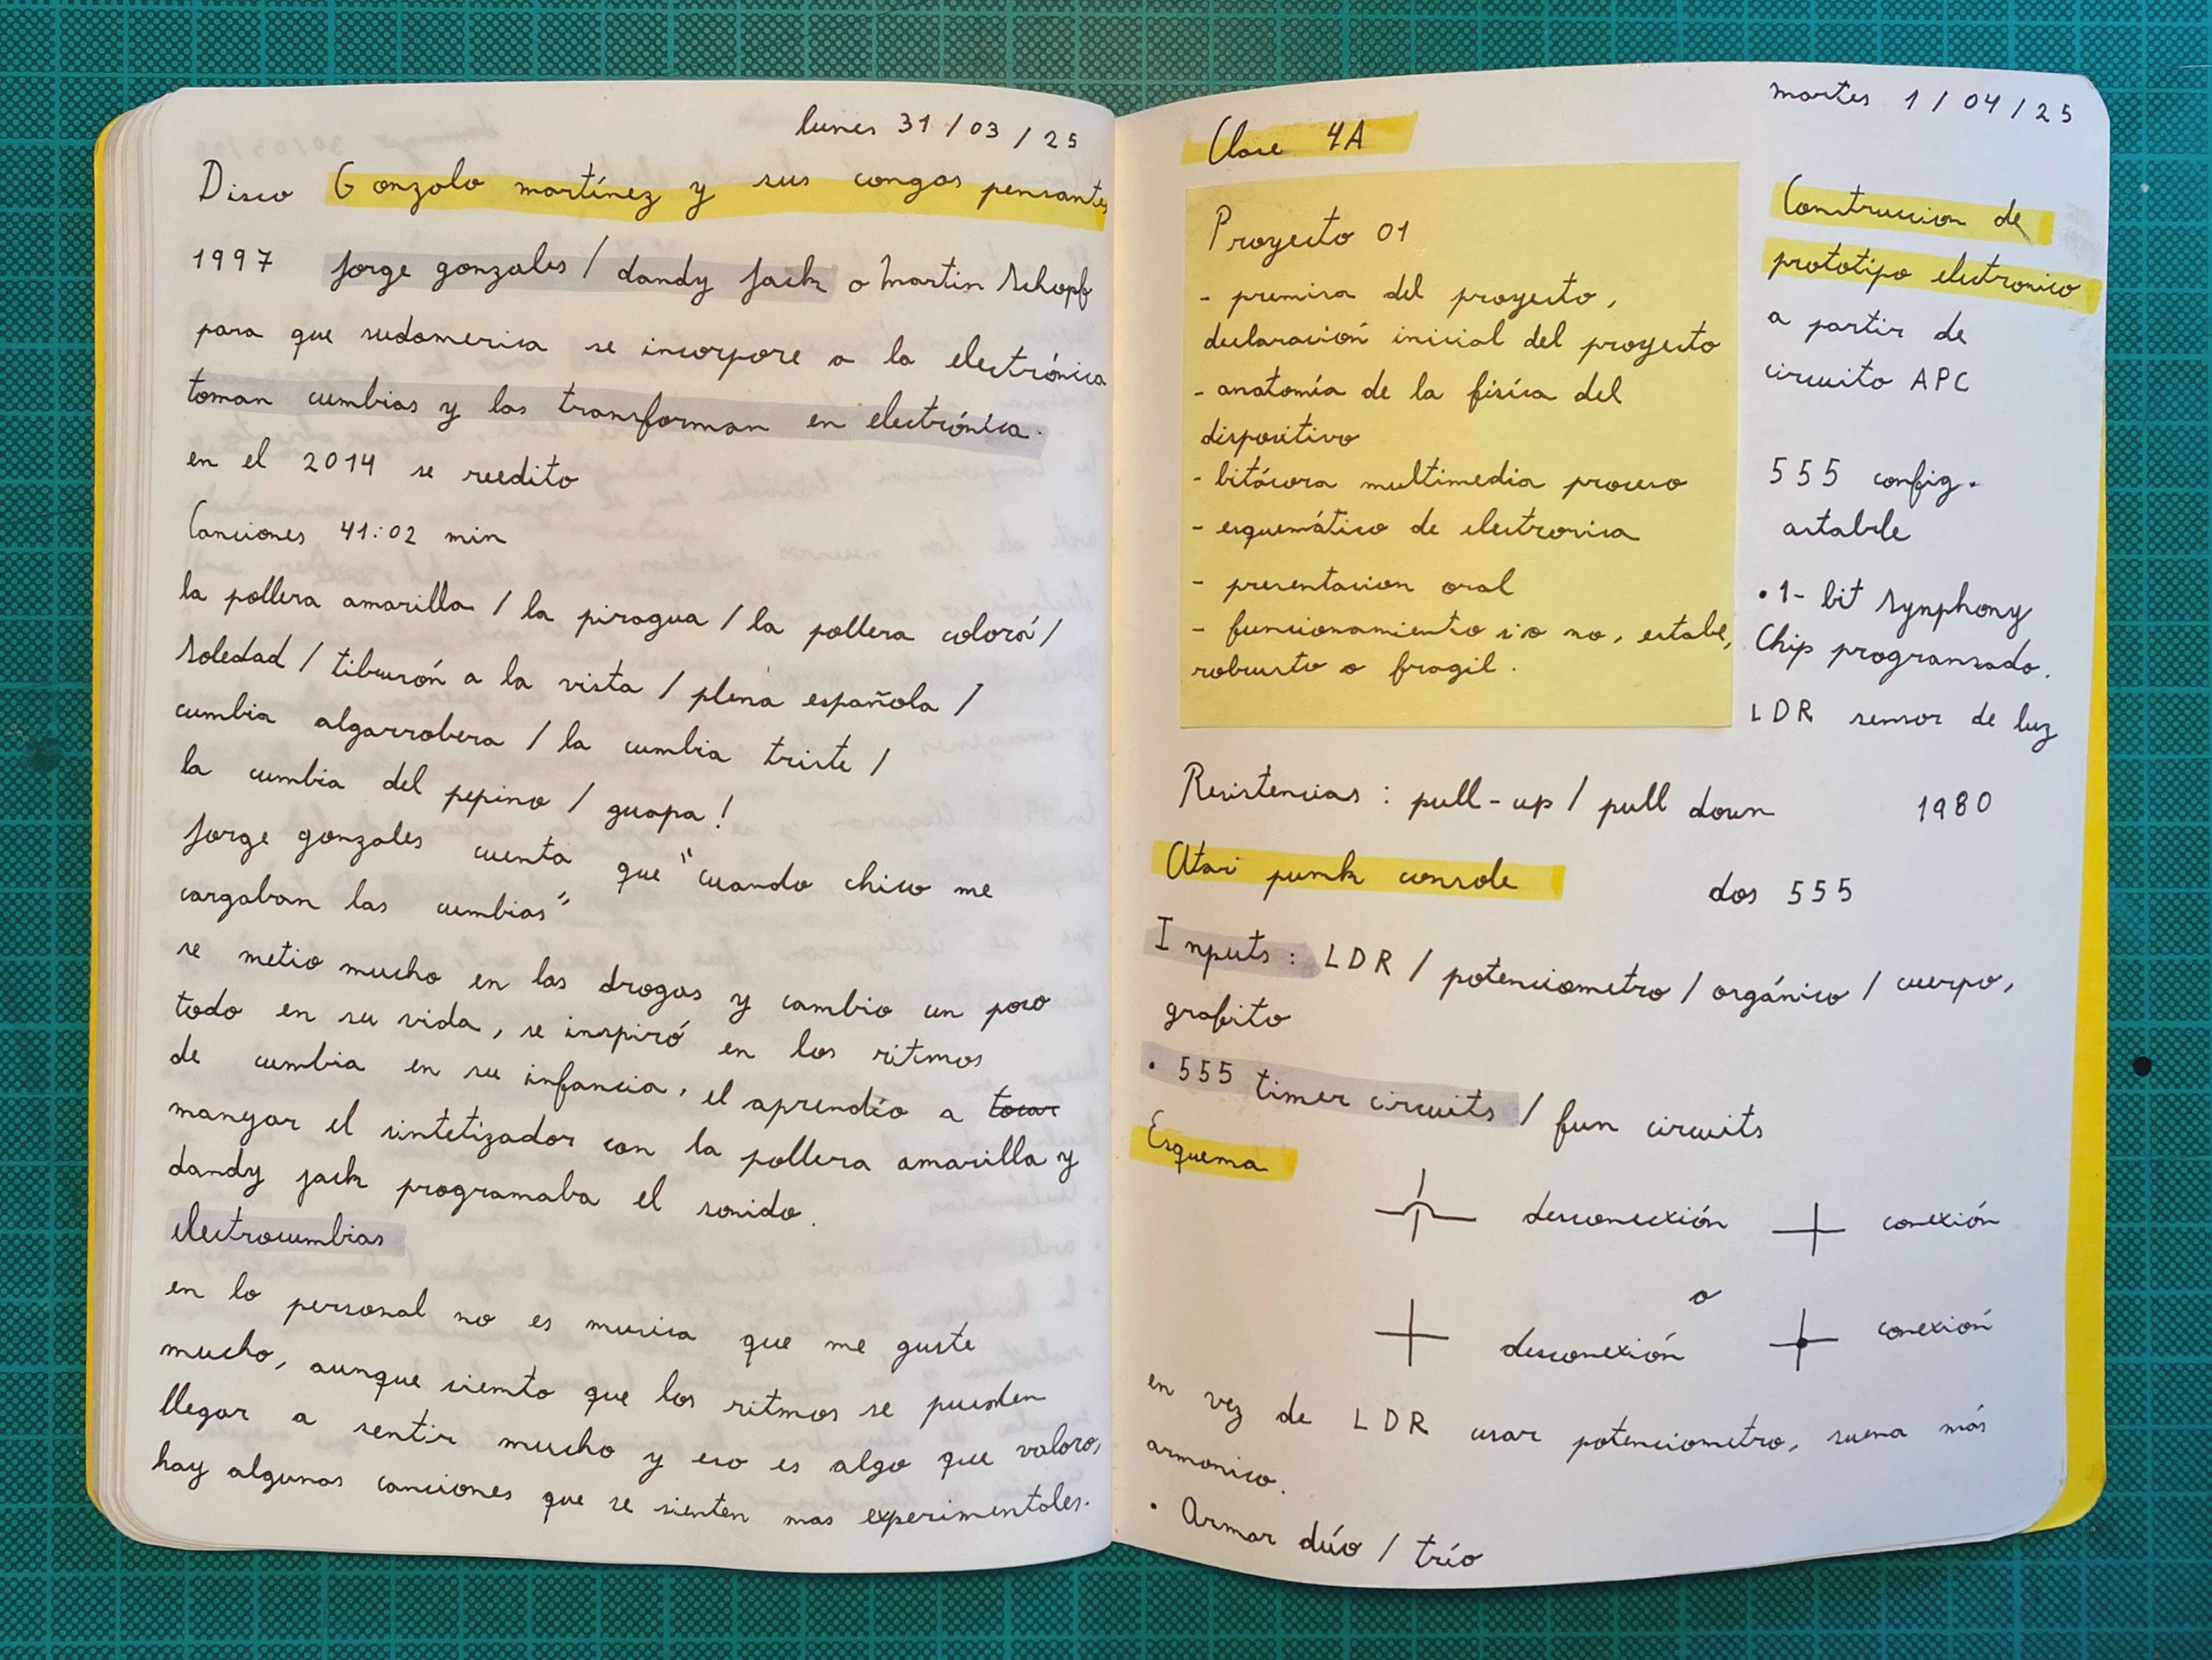 lunes 31/03/25
Disco Gonzalo martínez y sus congas pensantes
1997 Jorge gonzales / dandy Jack o Martin Schopf
para que sudamerica se incorpore a la electrónica
toman cumbias y las transforman en electrónica.
en el 2014 se reedito
Canciones 41:02 min
la pollera amarilla / la piragua / la pollera colorá /
Soledad / tiburón a la vista / plena española /
cumbia algarrobera / la cumbia triste /
la cumbia del pepino / guapa!
Jorge gonzales cuenta que "cuando chico me
cargaban las cumbias"
se metio mucho en las drogas y cambio un poco
todo en su vida, se inspiró en los ritmos
de cumbia en su infancia, el aprendio a tocar
manejar el sintetizador con la pollera amarilla y
dandy jack programaba el sonido.
electrocumbias
en lo personal no es musica que me guste
mucho, aunque siento que los ritmos se pueden
llegar a sentir mucho y eso es algo que valoro,
hay algunas canciones que se sienten mas experimentales.
martes 1/04/25
Clase 4A
Proyecto 01
- premisa del proyecto,
declaración inicial del proyecto
- anatomía de la física del
dispositivo
- bitácora multimedia proceso
- esquemático de electronica
- presentacion oral
- funcionamiento si o no, estable,
robusto o fragil.
Construccion de
prototipo electronico
a partir de
circuito APC
555 config.
astable
• 1-bit Symphony
Chip programado.
LDR sensor de luz
Resistencias: pull-up / pull down 1980
Atari punk console dos 555
Inputs: LDR / potenciometro / orgánico / cuerpo,
grafito
• 555 timer circuits / fun circuits
Esquema
desconecxión conexión
o
desconexión conexión
en vez de LDR usar potenciometro, suena más
armonico.
• Armar dúo / trío